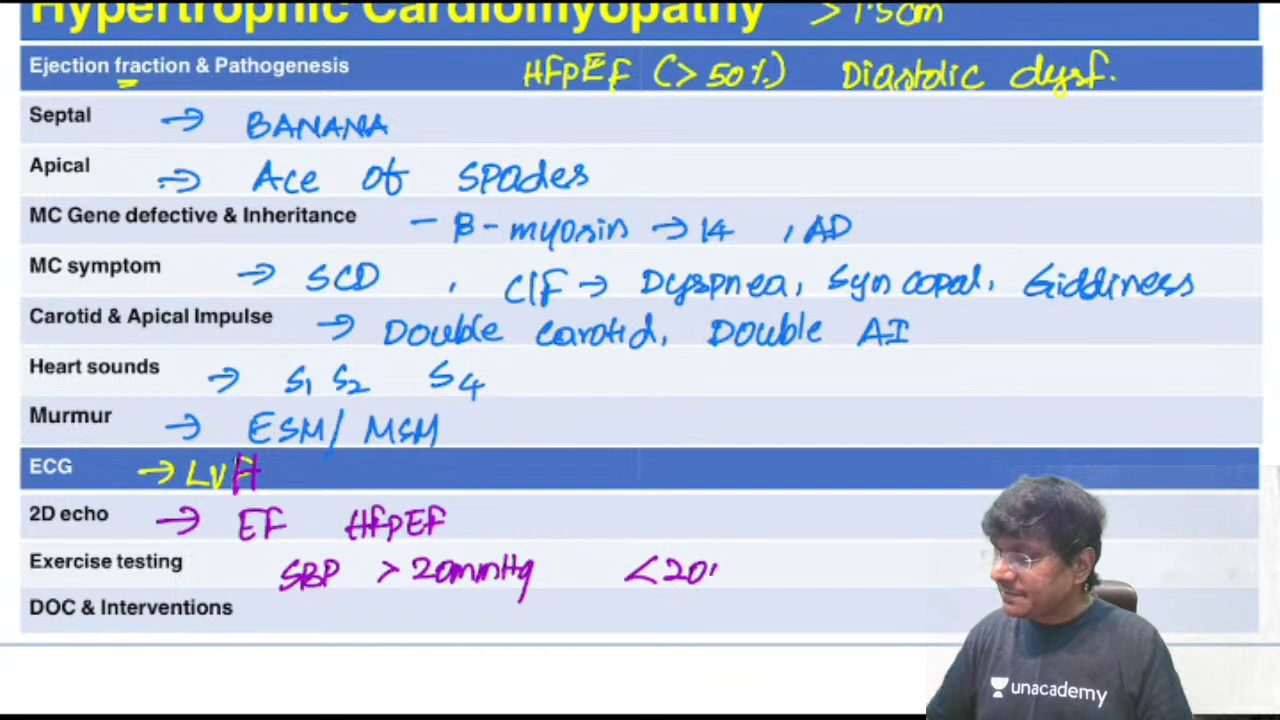 Hypertrophic Cardiomyopathy > 1.5cm
Ejection fraction & Pathogenesis HFpEF (>50%) Diastolic dysf.
Septal → BANANA
Apical → Ace of spades
MC Gene defective & Inheritance - β-myosin → 14, AD
MC symptom → SCD, C/F → Dyspnea, Syncopal, Giddiness
Carotid & Apical Impulse → Double carotid, Double AI
Heart sounds → S1 S2 S4
Murmur → ESM/ MSM
ECG → LVH
2D echo → EF HFpEF
Exercise testing SBP > 20mmHg <20
DOC & Interventions
unacademy